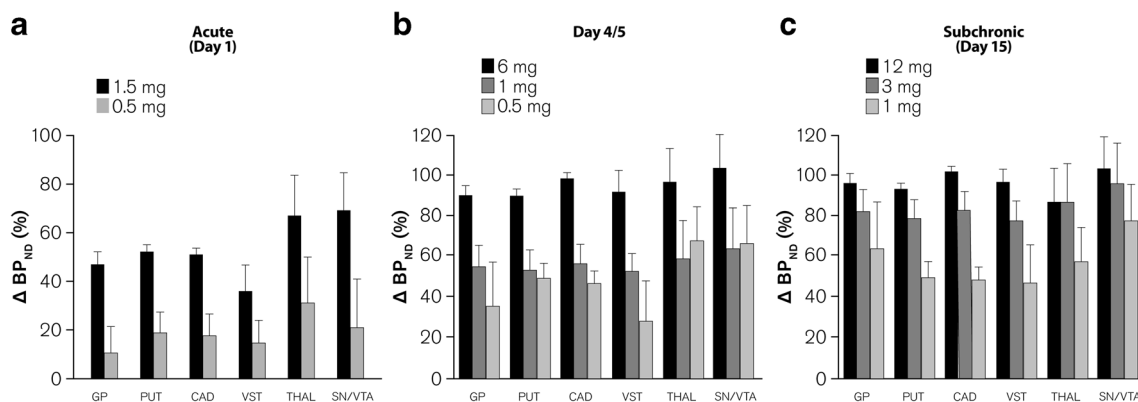 a
Acute
(Day 1)
1.5 mg
0.5 mg
Δ BP_ND (%)
100
80
60
40
20
0
GP PUT CAD VST THAL SN/VTA
b
Day 4/5
6 mg
1 mg
0.5 mg
Δ BP_ND (%)
120
100
80
60
40
20
0
GP PUT CAD VST THAL SN/VTA
c
Subchronic
(Day 15)
12 mg
3 mg
1 mg
Δ BP_ND (%)
120
100
80
60
40
20
0
GP PUT CAD VST THAL SN/VTA